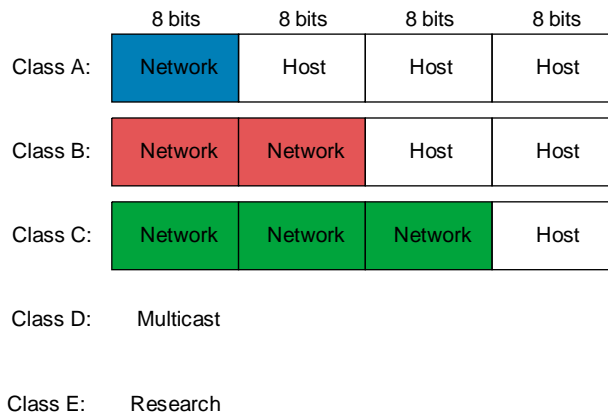 8 bits 8 bits 8 bits 8 bits
Class A: Network Host Host Host
Class B: Network Network Host Host
Class C: Network Network Network Host
Class D: Multicast
Class E: Research